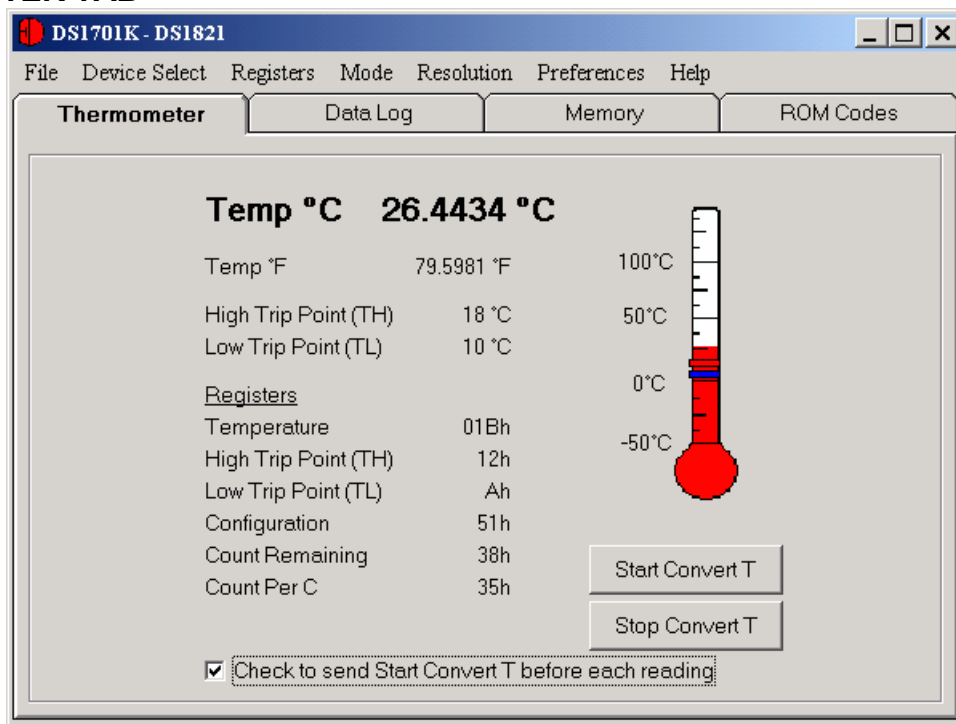 DS1701K - DS1821
File Device Select Registers Mode Resolution Preferences Help
Thermometer Data Log Memory ROM Codes
Temp °C 26.4434 °C
Temp °F 79.5981 °F
High Trip Point (TH) 18 °C
Low Trip Point (TL) 10 °C
Registers
Temperature 01Bh
High Trip Point (TH) 12h
Low Trip Point (TL) Ah
Configuration 51h
Count Remaining 38h
Count Per C 35h
100°C
50°C
0°C
-50°C
Start Convert T
Stop Convert T
Check to send Start Convert T before each reading